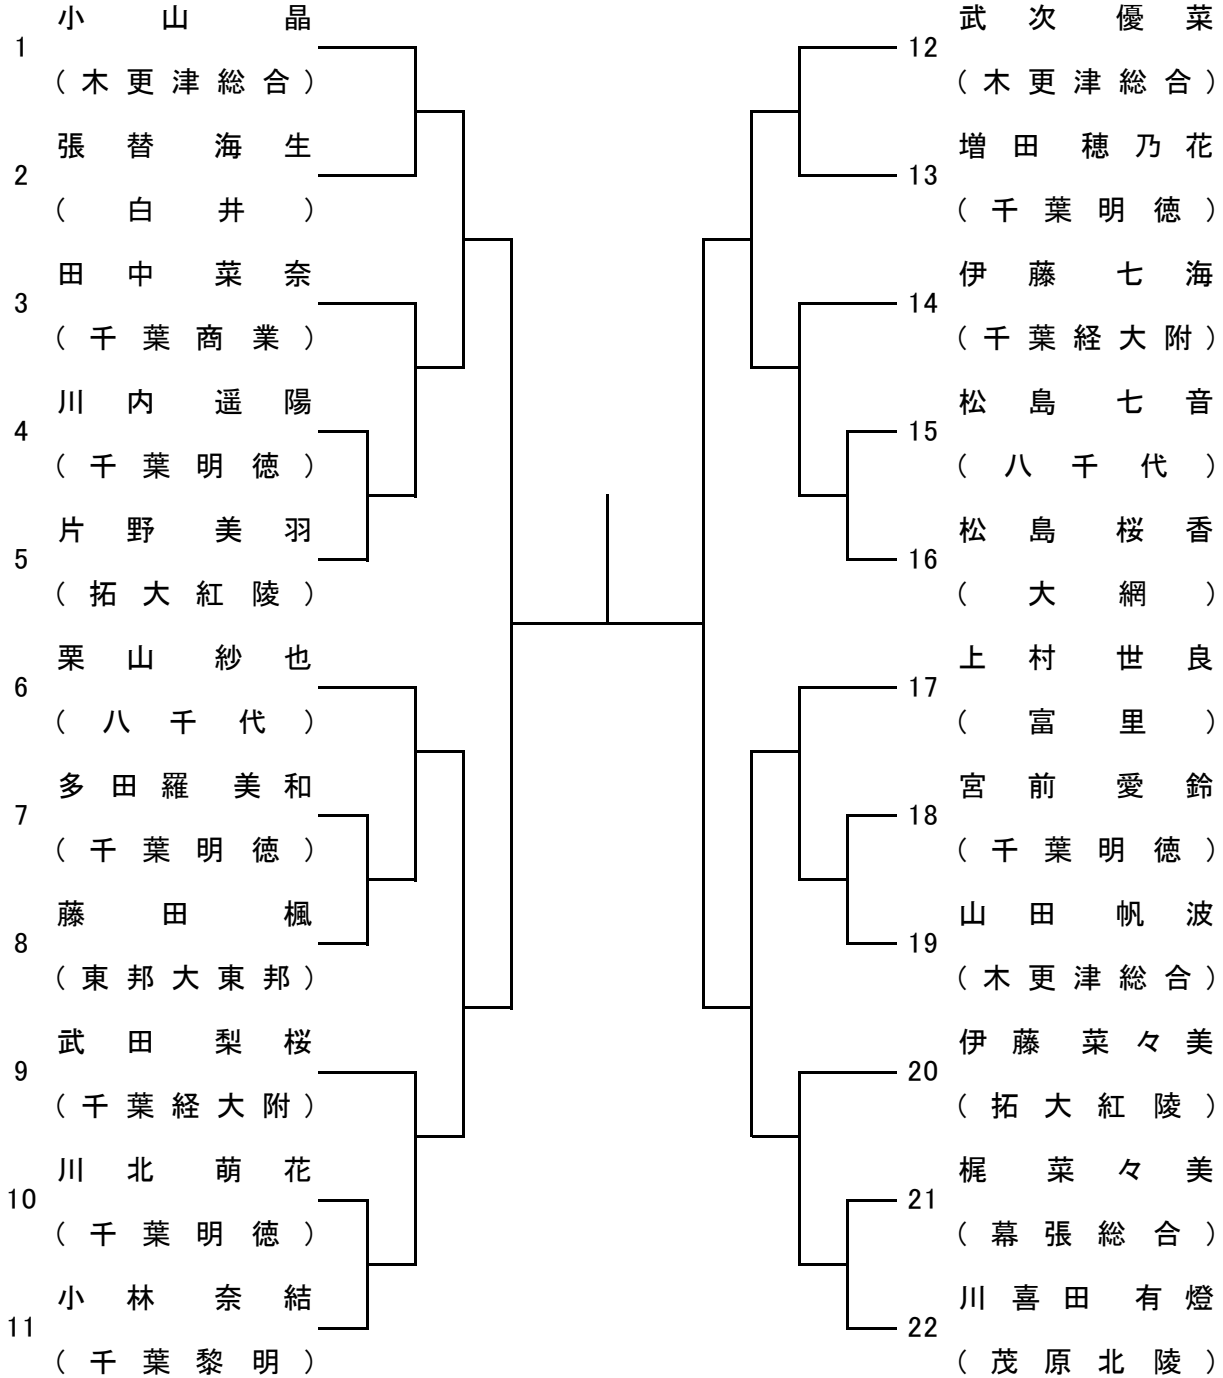 小山晶
1
(木更津総合)
張替海生
2
(白井)
田中菜奈
3
(千葉商業)
川内遥陽
4
(千葉明徳)
片野美羽
5
(拓大紅陵)
栗山紗也
6
(八千代)
多田羅美和
7
(千葉明徳)
藤田楓
8
(東邦大東邦)
武田梨桜
9
(千葉経大附)
川北萌花
10
(千葉明徳)
小林奈結
11
(千葉黎明)
武次優菜
12
(木更津総合)
増田穂乃花
13
(千葉明徳)
伊藤七海
14
(千葉経大附)
松島七音
15
(八千代)
松島桜香
16
(大網)
上村世良
17
(富里)
宮前愛鈴
18
(千葉明徳)
山田帆波
19
(木更津総合)
伊藤菜々美
20
(拓大紅陵)
梶菜々美
21
(幕張総合)
川喜田有燈
22
(茂原北陵)